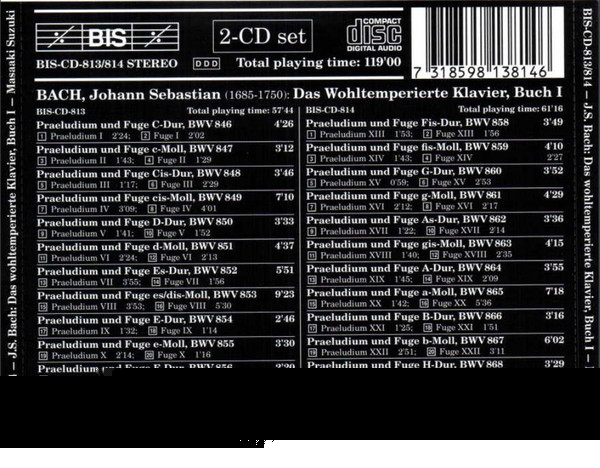 BIS
BIS-CD-813/814 STEREO
DDD
2-CD set
COMPACT
disc
DIGITAL AUDIO
Total playing time: 119'00
7 318598 138146
BACH, Johann Sebastian (1685-1750): Das Wohltemperierte Klavier, Buch I
BIS-CD-813 Total playing time: 57'44
Praeludium und Fuge C-Dur, BWV 846 4'26
1 Praeludium I 2'24; 2 Fuge I 2'02
Praeludium und Fuge c-Moll, BWV 847 3'12
3 Praeludium II 1'43; 4 Fuge II 1'29
Praeludium und Fuge Cis-Dur, BWV 848 3'46
5 Praeludium III 1'17; 6 Fuge III 2'29
Praeludium und Fuge cis-Moll, BWV 849 7'10
7 Praeludium IV 3'09; 8 Fuge IV 4'01
Praeludium und Fuge D-Dur, BWV 850 3'33
9 Praeludium V 1'41; 10 Fuge V 1'52
Praeludium und Fuge d-Moll, BWV 851 4'37
11 Praeludium VI 2'24; 12 Fuge VI 2'13
Praeludium und Fuge Es-Dur, BWV 852 5'51
13 Praeludium VII 3'55; 14 Fuge VII 1'56
Praeludium und Fuge es/dis-Moll, BWV 853 9'23
15 Praeludium VIII 3'53; 16 Fuge VIII 5'30
Praeludium und Fuge E-Dur, BWV 854 2'46
17 Praeludium IX 1'32; 18 Fuge IX 1'14
Praeludium und Fuge e-Moll, BWV 855 3'30
19 Praeludium X 2'14; 20 Fuge X 1'16
Praeludium und Fuge F-Dur, BWV 856 2'20
BIS-CD-814 Total playing time: 61'16
Praeludium und Fuge Fis-Dur, BWV 858 3'49
1 Praeludium XIII 1'53; 2 Fuge XIII 1'56
Praeludium und Fuge fis-Moll, BWV 859 4'10
3 Praeludium XIV 1'43; 4 Fuge XIV 2'27
Praeludium und Fuge G-Dur, BWV 860 3'52
5 Praeludium XV 0'59; 6 Fuge XV 2'53
Praeludium und Fuge g-Moll, BWV 861 4'29
7 Praeludium XVI 2'12; 8 Fuge XVI 2'17
Praeludium und Fuge As-Dur, BWV 862 3'36
9 Praeludium XVII 1'22; 10 Fuge XVII 2'14
Praeludium und Fuge gis-Moll, BWV 863 4'15
11 Praeludium XVIII 1'40; 12 Fuge XVIII 2'35
Praeludium und Fuge A-Dur, BWV 864 3'55
13 Praeludium XIX 1'45; 14 Fuge XIX 2'09
Praeludium und Fuge a-Moll, BWV 865 7'18
15 Praeludium XX 1'42; 16 Fuge XX 5'36
Praeludium und Fuge B-Dur, BWV 866 3'16
17 Praeludium XXI 1'25; 18 Fuge XXI 1'51
Praeludium und Fuge b-Moll, BWV 867 6'02
19 Praeludium XXII 2'51; 20 Fuge XXII 3'11
Praeludium und Fuge H-Dur, BWV 868 3'29
J.S. Bach: Das wohltemperierte Klavier, Buch I – Masaaki Suzuki
BIS-CD-813/814 – J.S. Bach: Das wohltemperierte Klavier, Buch I –